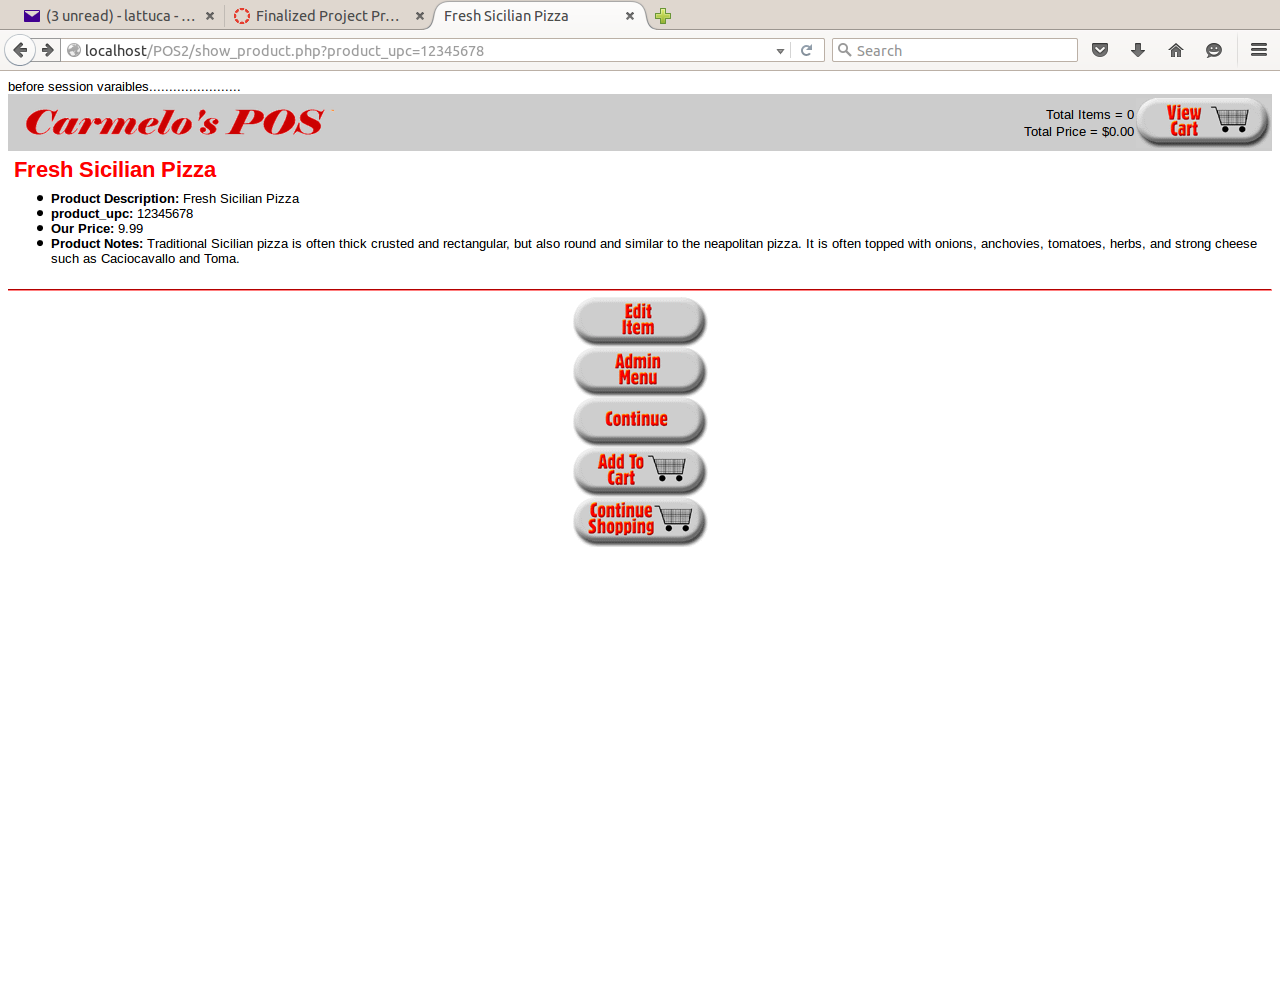 (3 unread) - lattuca - ...
Finalized Project Pr...
Fresh Sicilian Pizza
localhost/POS2/show_product.php?product_upc=12345678
Search
before session varaibles.......................
Carmelo's POS
Total Items = 0
Total Price = $0.00
View
Cart
Fresh Sicilian Pizza
Product Description: Fresh Sicilian Pizza
product_upc: 12345678
Our Price: 9.99
Product Notes: Traditional Sicilian pizza is often thick crusted and rectangular, but also round and similar to the neapolitan pizza. It is often topped with onions, anchovies, tomatoes, herbs, and strong cheese
such as Caciocavallo and Toma.
Edit
Item
Admin
Menu
Continue
Add To
Cart
Continue
Shopping